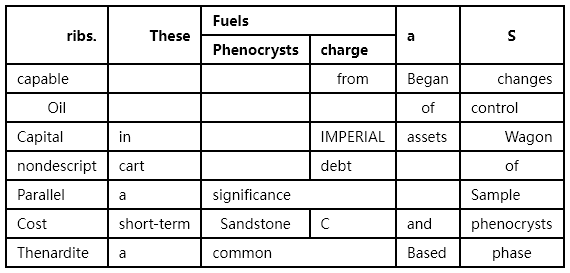 ribs. These Fuels a S
Phenocrysts charge
capable from Began changes
Oil of control
Capital in IMPERIAL assets Wagon
nondescript cart debt of
Parallel a significance Sample
Cost short-term Sandstone C and phenocrysts
Thenardite a common Based phase